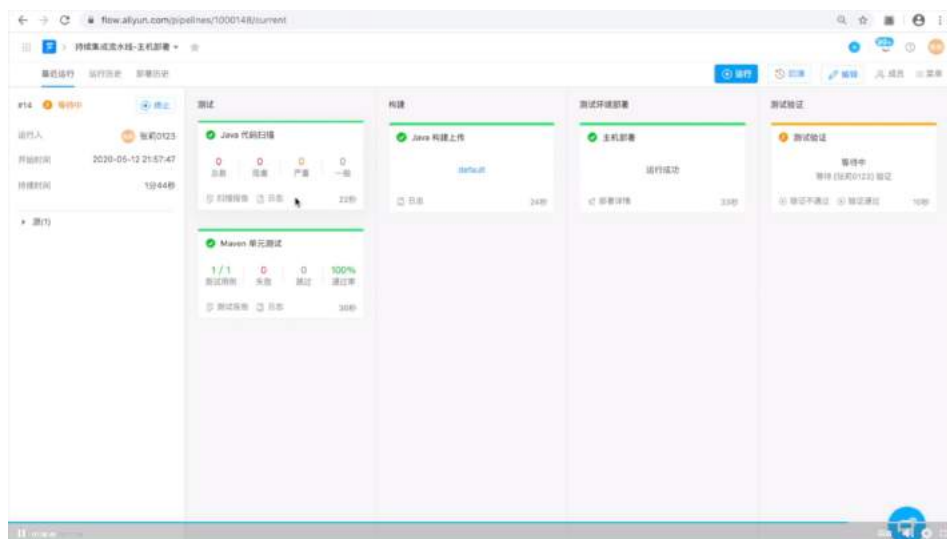 flow.aliyun.com/pipelines/1000148/current
持续集成流水线-主机部署
最近运行 运行历史 部署历史
运行 回滚 编辑 成员 菜单
#14 等待中 终止
运行人 张莉0123
开始时间 2020-05-12 21:57:47
持续时间 1分44秒
源(1)
测试
Java 代码扫描
0 0 0 0
总数 阻塞 严重 一般
扫描报告 日志 22秒
Maven 单元测试
1 / 1 0 0 100%
测试用例 失败 跳过 通过率
测试报告 日志 30秒
构建
Java 构建上传
default
日志 24秒
测试环境部署
主机部署
运行成功
部署详情 33秒
测试验证
测试验证
等待中
验证不通过 验证通过 10秒